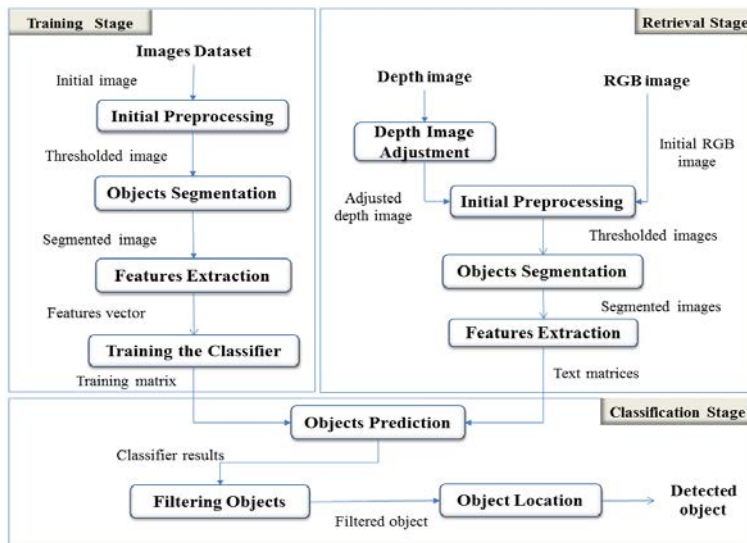 Training Stage
Images Dataset
Initial image
Initial Preprocessing
Thresholded image
Objects Segmentation
Segmented image
Features Extraction
Features vector
Training the Classifier
Training matrix
Retrieval Stage
Depth image
RGB image
Depth Image
Adjustment
Initial RGB
image
Adjusted
depth image
Initial Preprocessing
Thresholded images
Objects Segmentation
Segmented images
Features Extraction
Text matrices
Classification Stage
Objects Prediction
Classifier results
Filtering Objects
Filtered object
Object Location
Detected
object